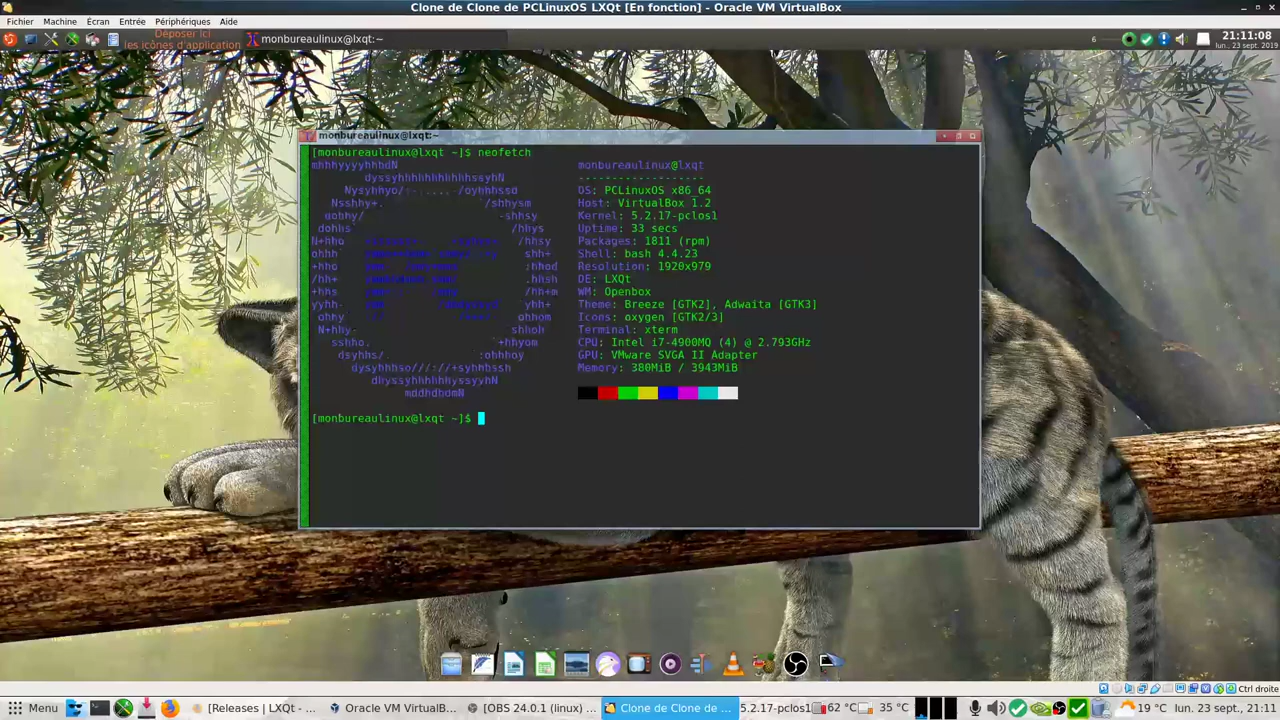 Clone de Clone de PCLinuxOS LXQt [En fonction] - Oracle VM VirtualBox
Fichier Machine Écran Entrée Périphériques Aide
Déposer Ici
les icônes d'application
monbureaulinux@lxqt:~
6
21:11:08
lun., 23 sept. 2019
monbureaulinux@lxqt:~
[monbureaulinux@lxqt ~]$ neofetch
monbureaulinux@lxqt
-------------------
OS: PCLinuxOS x86_64
Host: VirtualBox 1.2
Kernel: 5.2.17-pclos1
Uptime: 33 secs
Packages: 1811 (rpm)
Shell: bash 4.4.23
Resolution: 1920x979
DE: LXQt
WM: Openbox
Theme: Breeze [GTK2], Adwaita [GTK3]
Icons: oxygen [GTK2/3]
Terminal: xterm
CPU: Intel i7-4900MQ (4) @ 2.793GHz
GPU: VMware SVGA II Adapter
Memory: 380MiB / 3943MiB
[monbureaulinux@lxqt ~]$
Ctrl droite
Menu [Releases | LXQt - ... Oracle VM VirtualB... [OBS 24.0.1 (linux) ... Clone de Clone de ... 5.2.17-pclos1 62 °C 35 °C 19 °C lun. 23 sept., 21:11